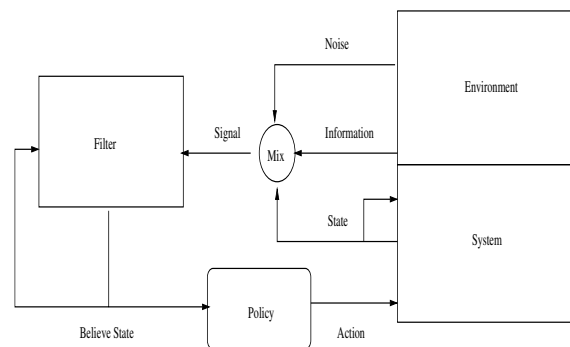 Noise
Environment
Signal
Information
Filter
Mix
State
System
Policy
Believe State
Action